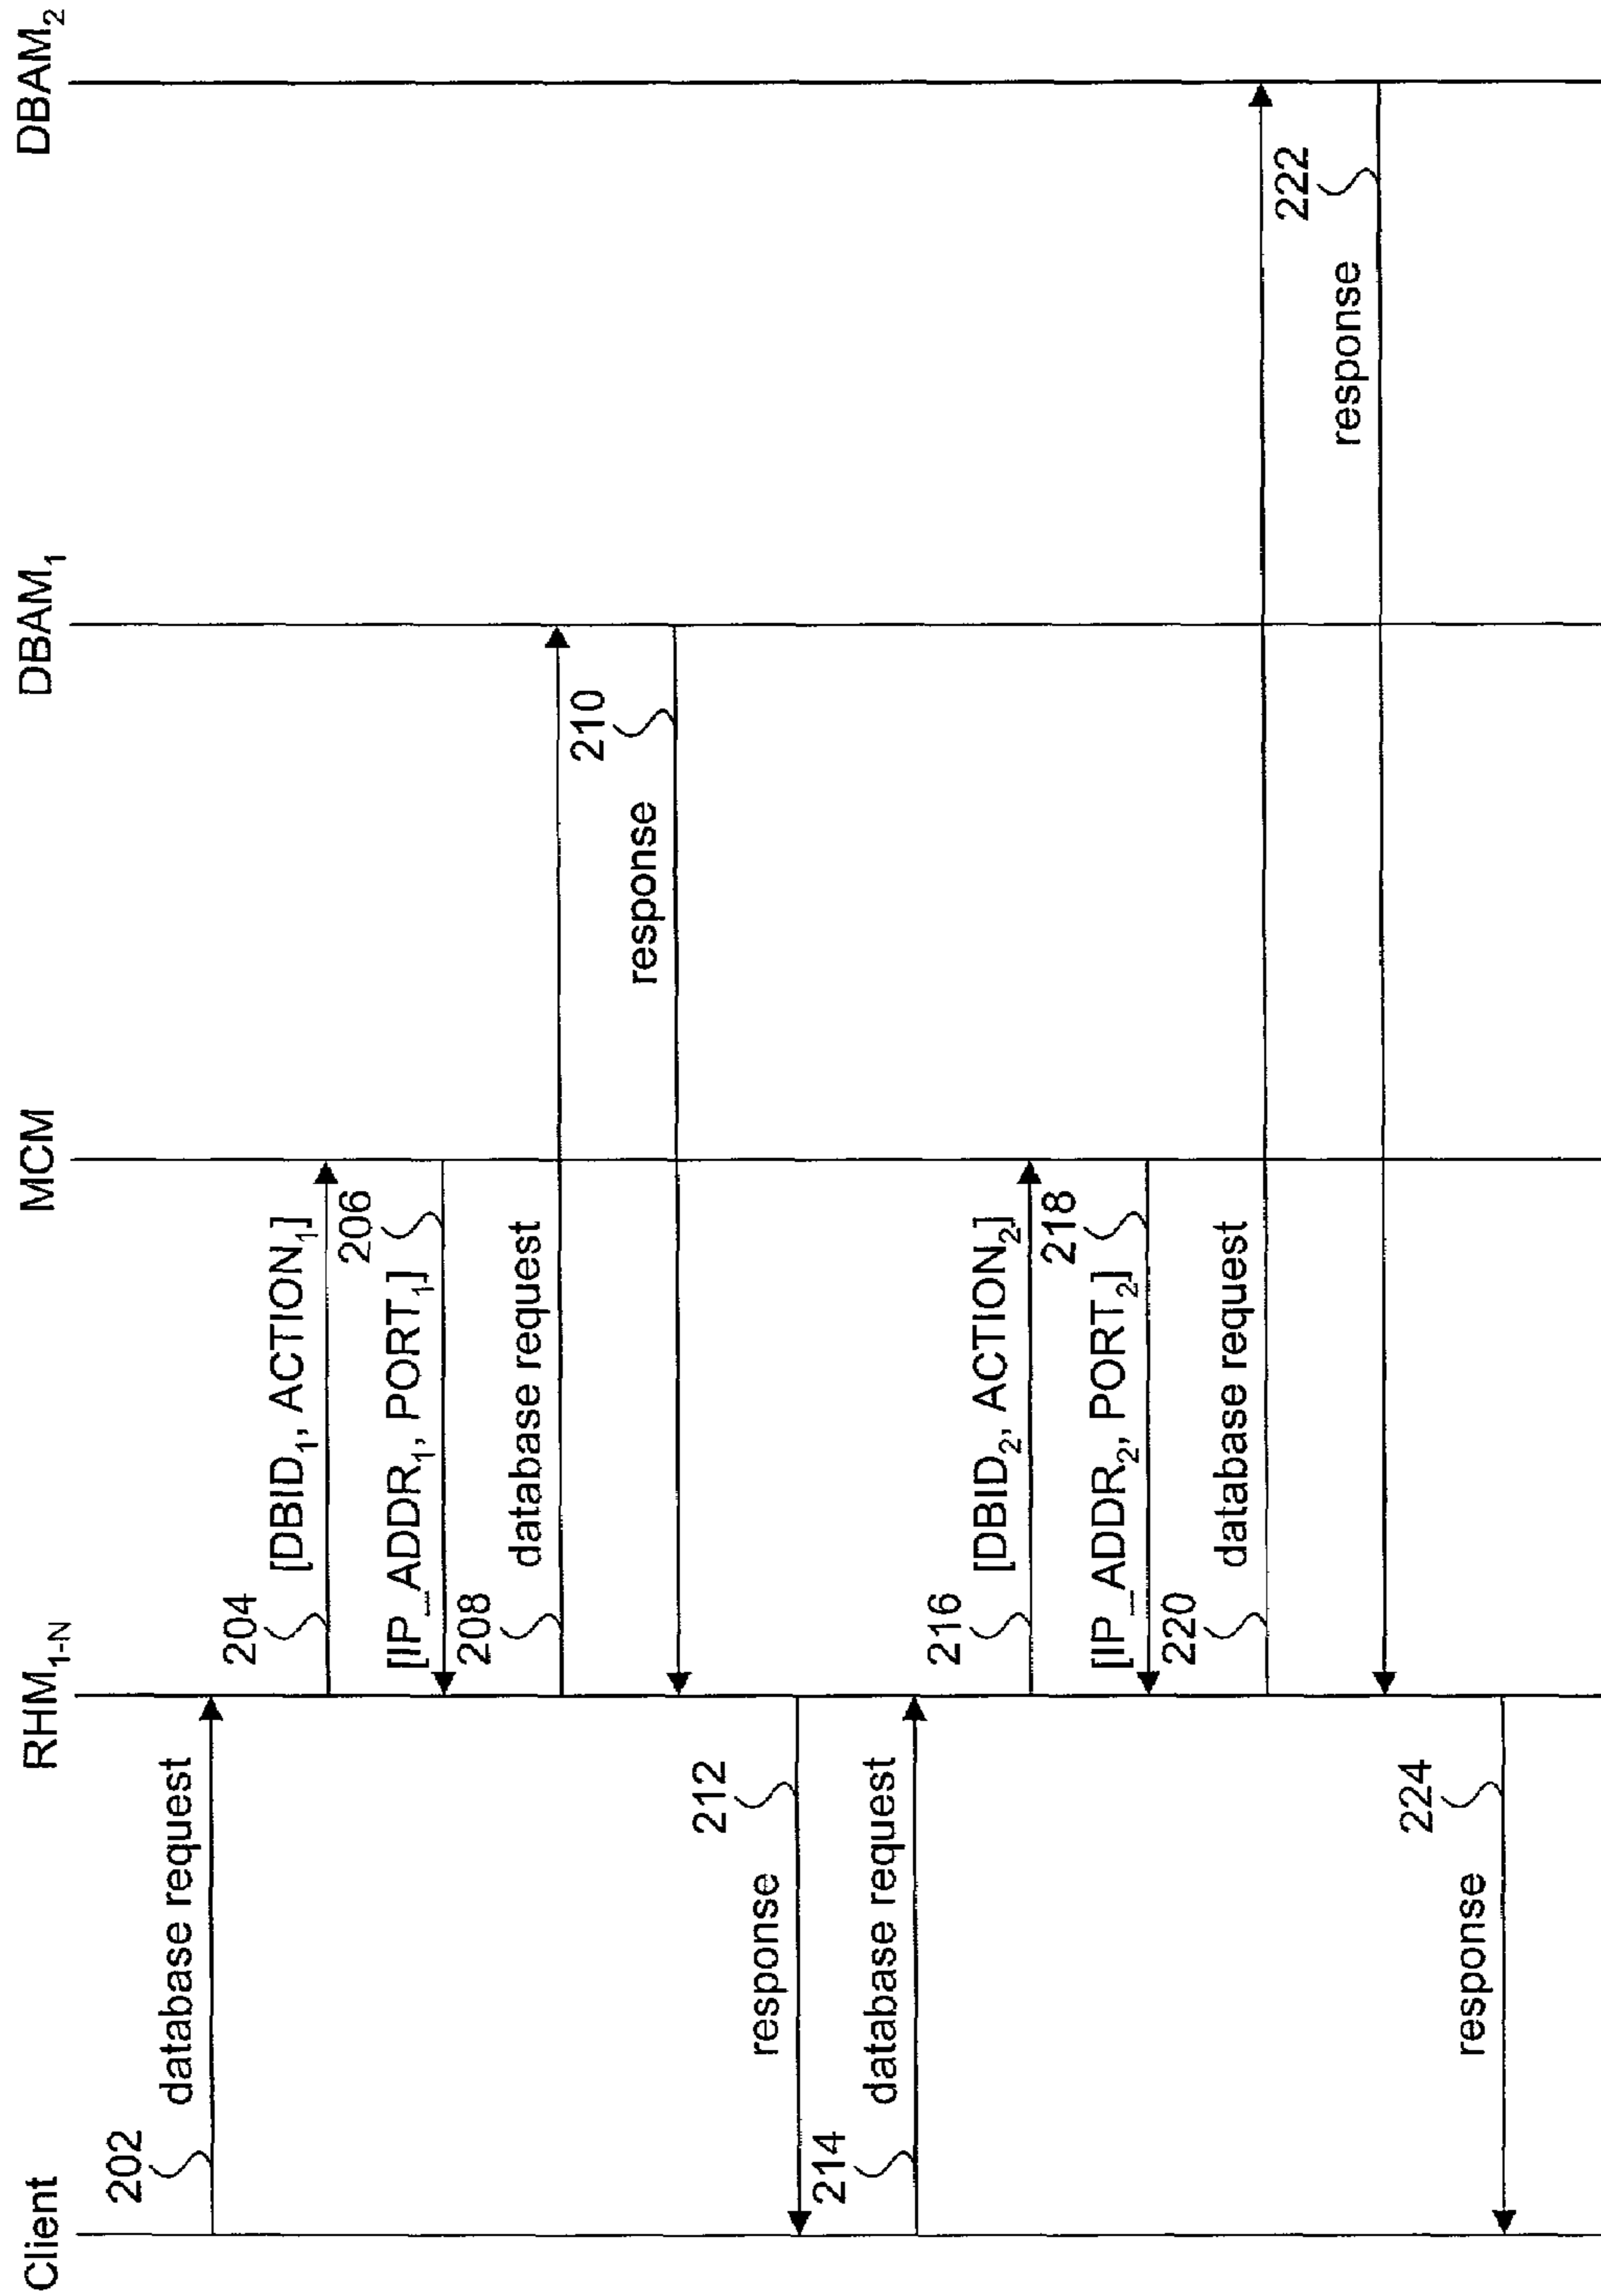 Client
RHM1-N
MCM
DBAM1
DBAM2
202
database request
204
[DBID1, ACTION1]
206
[IP_ADDR1, PORT1]
208
database request
210
response
212
response
214
database request
216
[DBID2, ACTION2]
218
[IP_ADDR2, PORT2]
220
database request
222
response
224
response